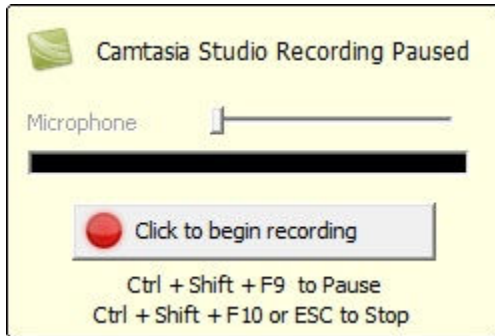 Camtasia Studio Recording Paused
Microphone
Click to begin recording
Ctrl + Shift + F9 to Pause
Ctrl + Shift + F10 or ESC to Stop